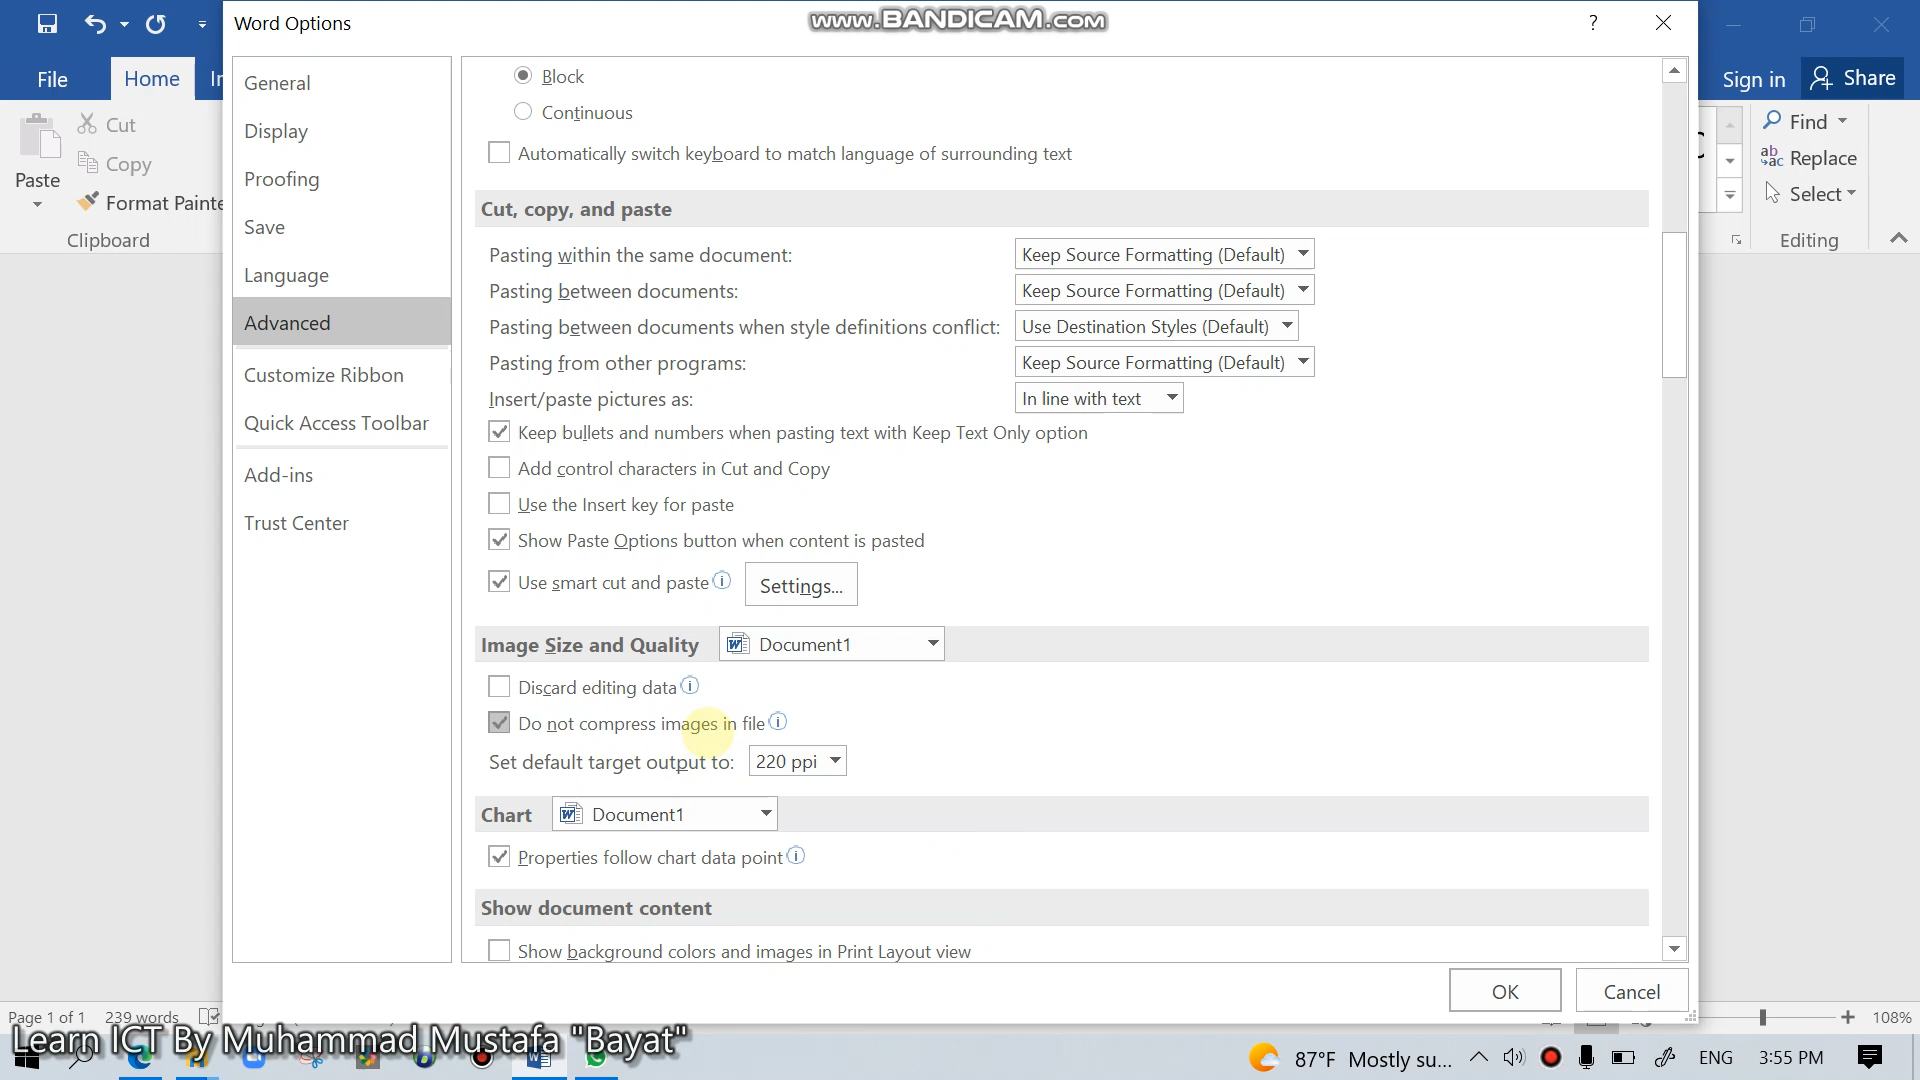 Word Options
www.BANDICAM.com
?
File
Home
Sign in
Share
Cut
Copy
Paste
Format Painte
Clipboard
Find
Replace
Select
Editing
General
Display
Proofing
Save
Language
Advanced
Customize Ribbon
Quick Access Toolbar
Add-ins
Trust Center
Block
Continuous
Automatically switch keyboard to match language of surrounding text
Cut, copy, and paste
Pasting within the same document: Keep Source Formatting (Default)
Pasting between documents: Keep Source Formatting (Default)
Pasting between documents when style definitions conflict: Use Destination Styles (Default)
Pasting from other programs: Keep Source Formatting (Default)
Insert/paste pictures as: In line with text
Keep bullets and numbers when pasting text with Keep Text Only option
Add control characters in Cut and Copy
Use the Insert key for paste
Show Paste Options button when content is pasted
Use smart cut and paste Settings...
Image Size and Quality Document1
Discard editing data
Do not compress images in file
Set default target output to: 220 ppi
Chart Document1
Properties follow chart data point
Show document content
Show background colors and images in Print Layout view
OK Cancel
Page 1 of 1 239 words
108%
Learn ICT By Muhammad Mustafa "Bayat"
87°F Mostly su... ENG 3:55 PM